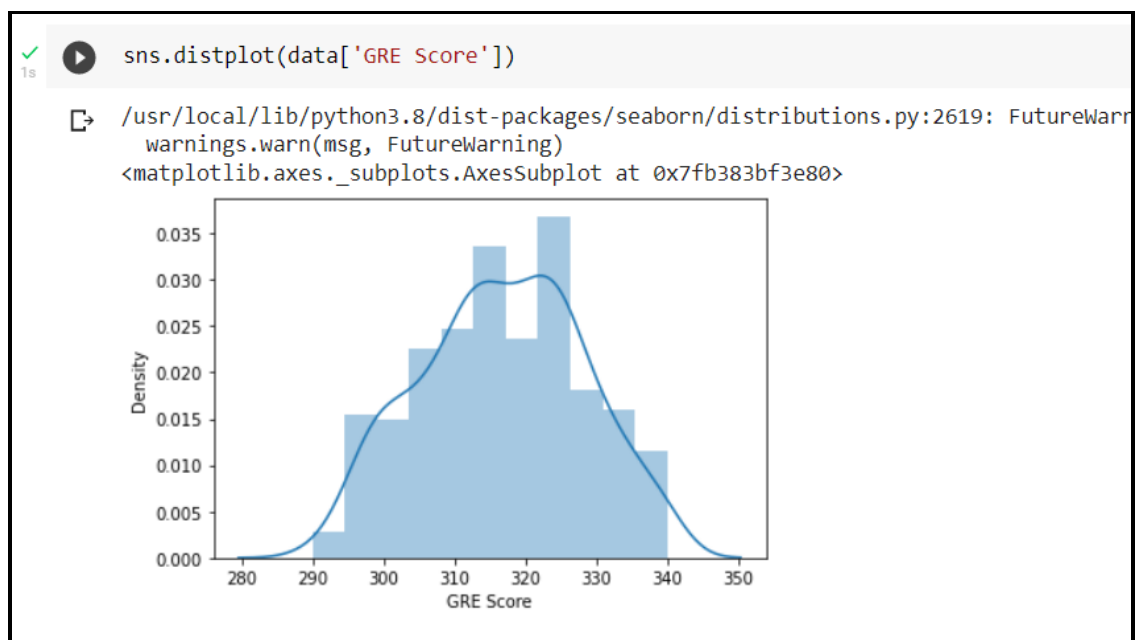 sns.distplot(data['GRE Score'])
1s
/usr/local/lib/python3.8/dist-packages/seaborn/distributions.py:2619: FutureWarn
warnings.warn(msg, FutureWarning)
<matplotlib.axes._subplots.AxesSubplot at 0x7fb383bf3e80>
0.035
0.030
0.025
0.020
0.015
0.010
0.005
0.000
Density
280 290 300 310 320 330 340 350
GRE Score